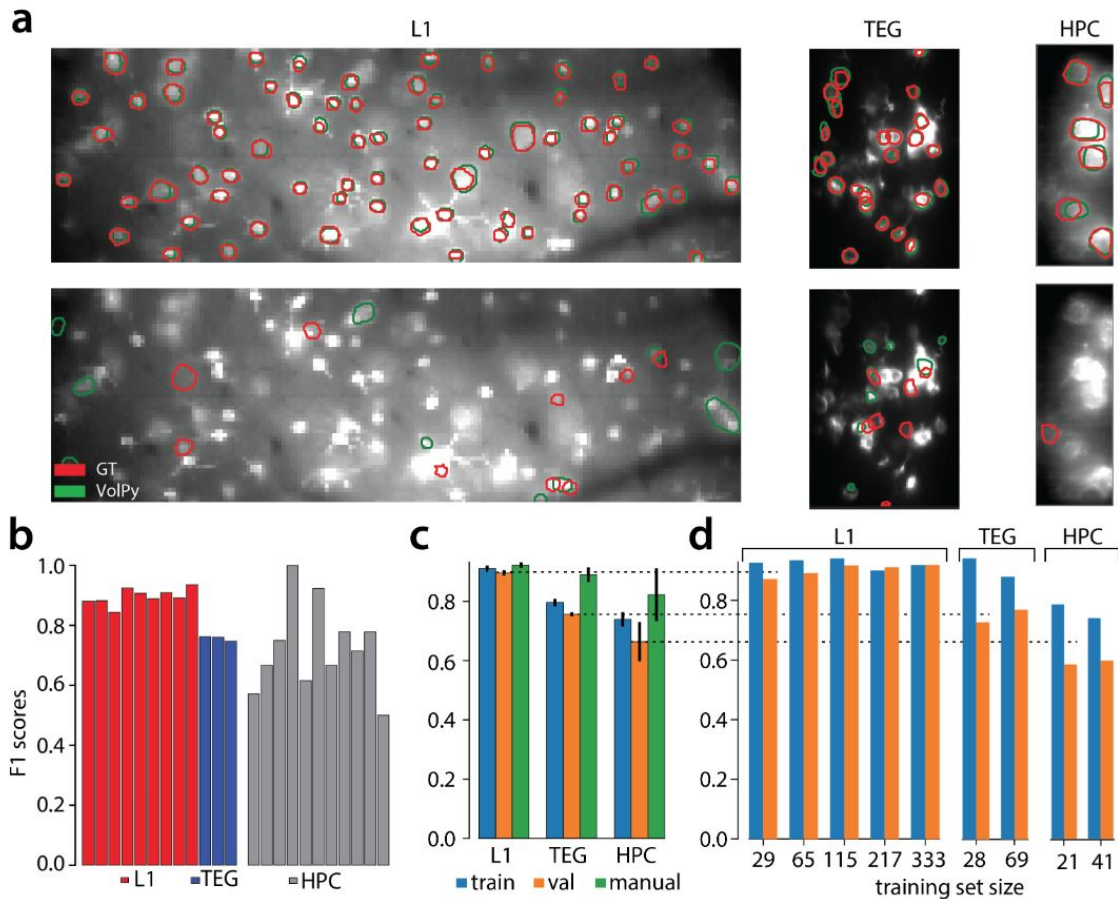 a
L1
TEG
HPC
GT
VolPy
b
F1 scores
1.0
0.8
0.6
0.4
0.2
0.0
L1
TEG
HPC
c
0.8
0.6
0.4
0.2
0.0
L1
TEG
HPC
train
val
manual
d
L1
TEG
HPC
0.8
0.6
0.4
0.2
0.0
29
65
115
217
333
28
69
21
41
training set size